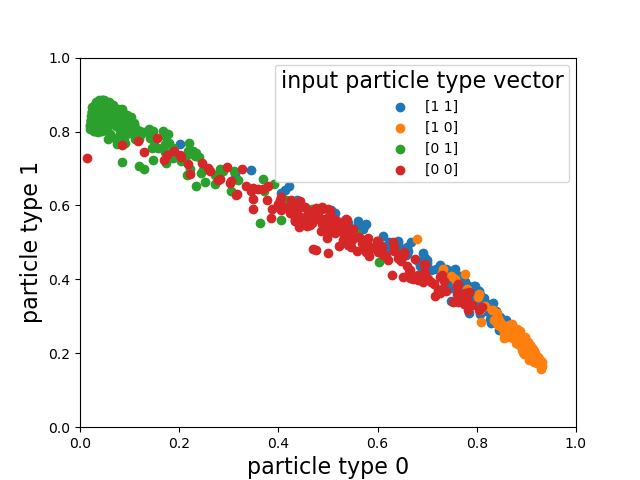 input particle type vector
[1 1]
[1 0]
[0 1]
[0 0]
particle type 1
1.0
0.8
0.6
0.4
0.2
0.0
0.0 0.2 0.4 0.6 0.8 1.0
particle type 0